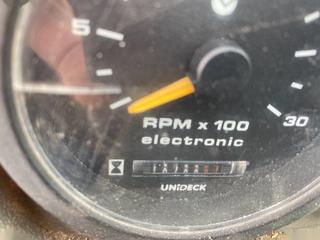 5
30
RPM x 100
electronic
UNiDECK